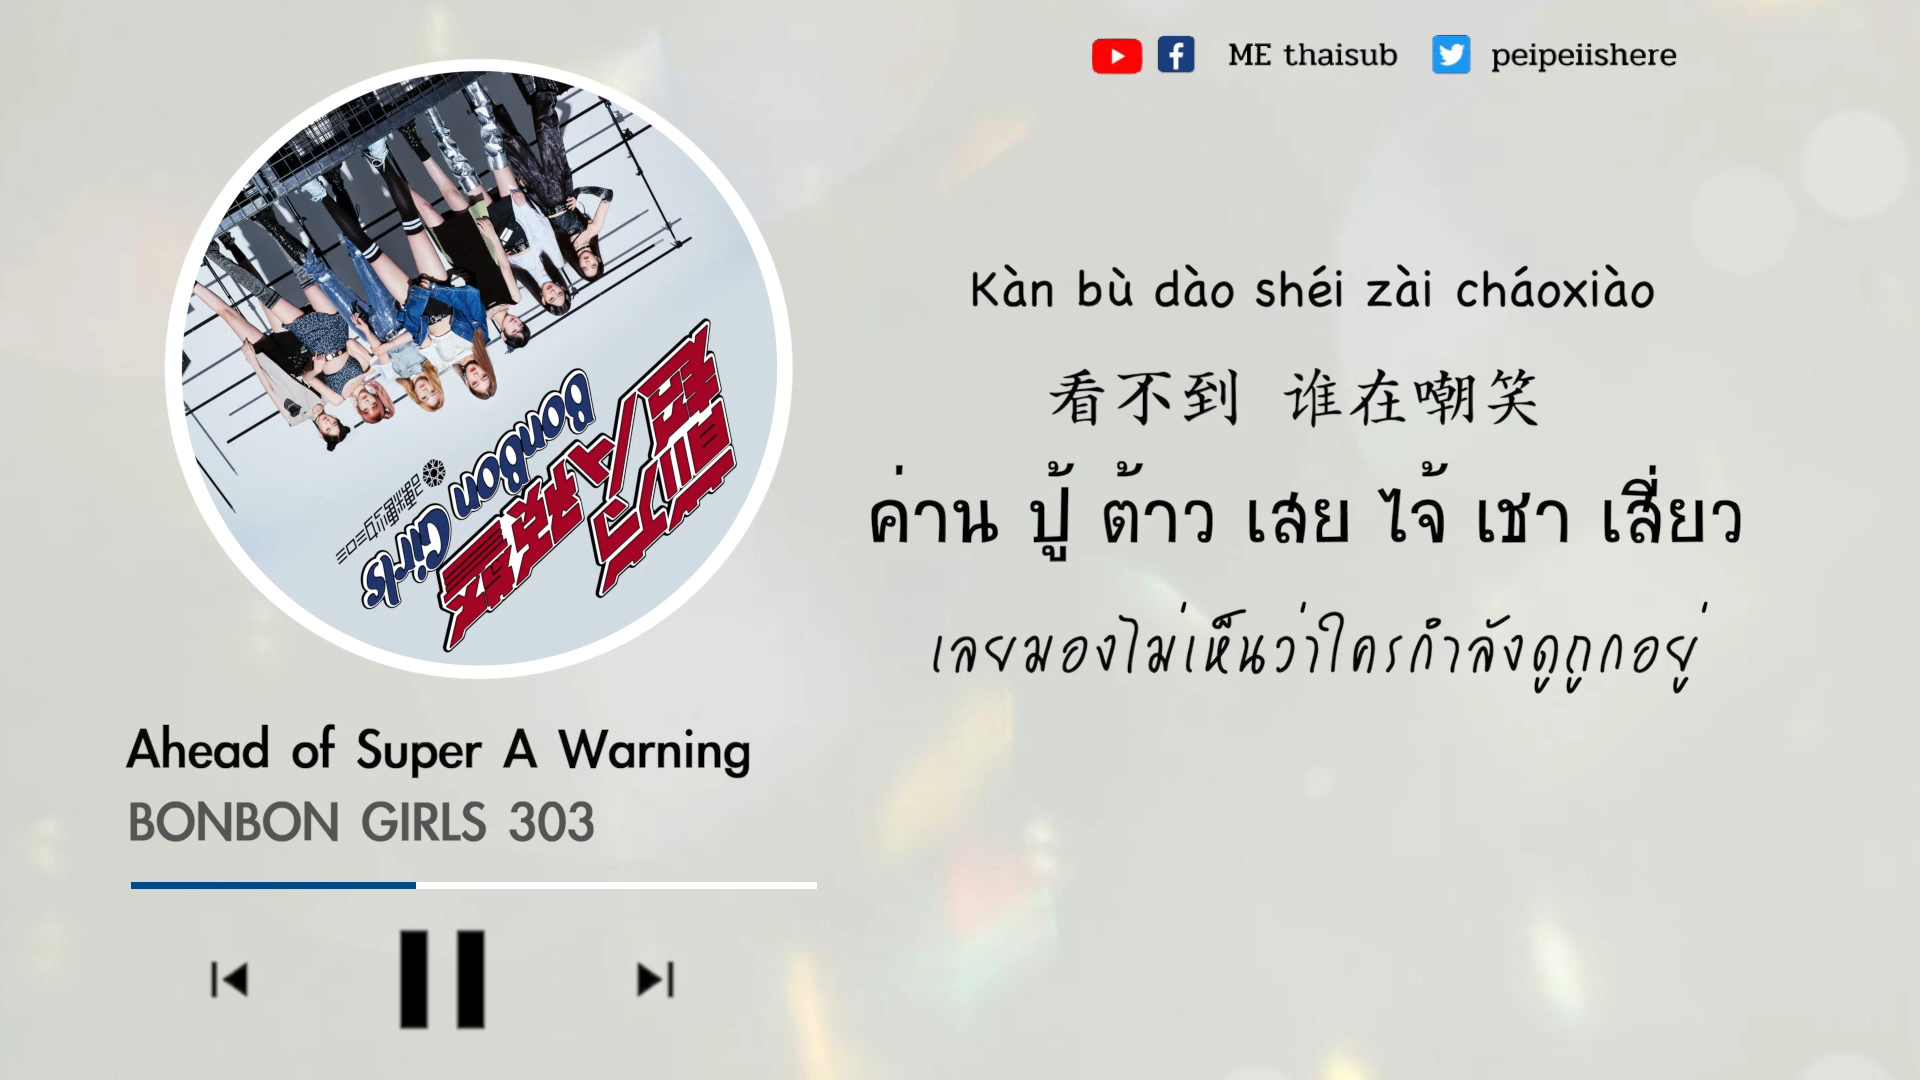 ME thaisub peipeiishere
BonBon Girls
Kàn bù dào shéi zài cháoxiào
看不到 谁在嘲笑
ค่าน ปู้ ต้าว เสย ไจ้ เชา เสี่ยว
เลยมองไม่เห็นว่าใครกำลังดูถูกอยู่
Ahead of Super A Warning
BONBON GIRLS 303